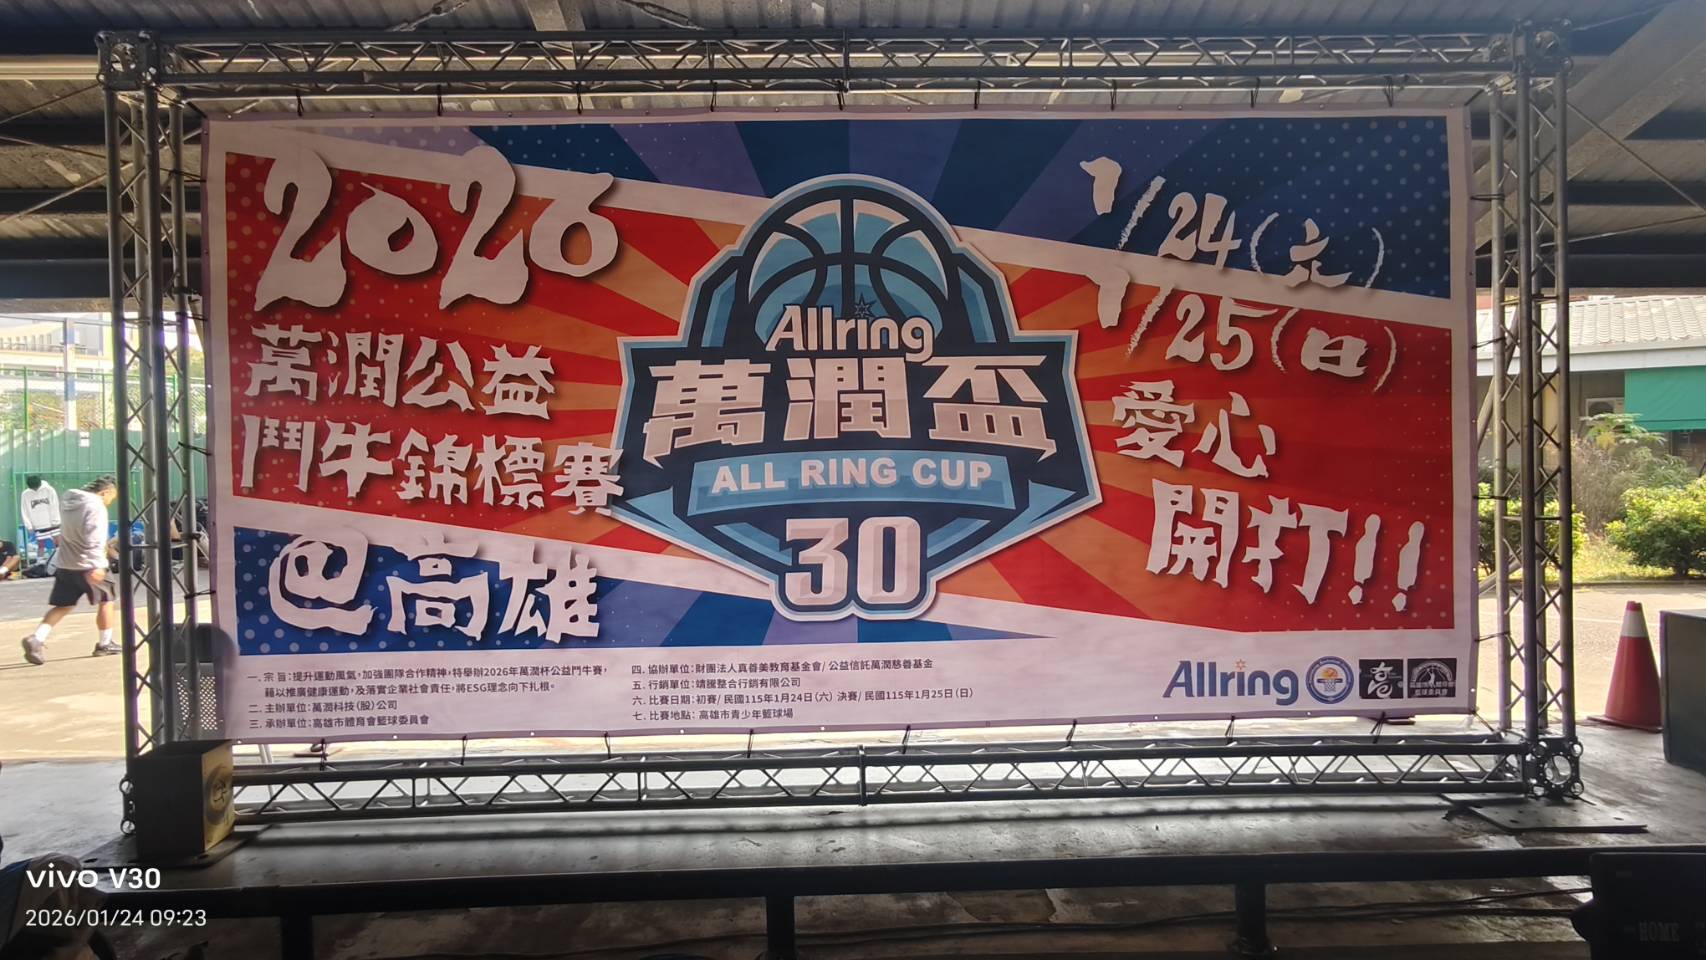 2026
萬潤公益
鬥牛錦標賽
@高雄
Allring
萬潤盃
ALL RING CUP
30
1/24(六)
1/25(日)
愛心
開打!!
一. 宗 旨:提升運動風氣,加強團隊合作精神,特舉辦2026年萬潤杯公益鬥牛賽,
藉以推廣健康運動,及落實企業社會責任,將ESG理念向下扎根。
二. 主辦單位:萬潤科技(股)公司
三. 承辦單位:高雄市體育會籃球委員會
四. 協辦單位:財團法人真善美教育基金會/ 公益信託萬潤慈善基金
五. 行銷單位:靖騰整合行銷有限公司
六. 比賽日期:初賽/ 民國115年1月24日(六) 決賽/ 民國115年1月25日(日)
七. 比賽地點: 高雄市青少年籃球場
Allring
vivo V30
2026/01/24 09:23
HOME